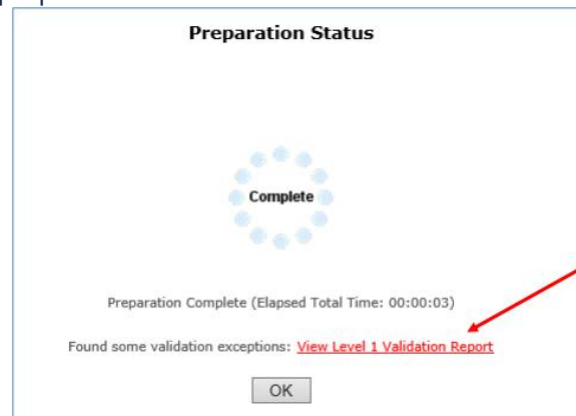 Preparation Status
Complete
Preparation Complete (Elapsed Total Time: 00:00:03)
Found some validation exceptions: View Level 1 Validation Report
OK